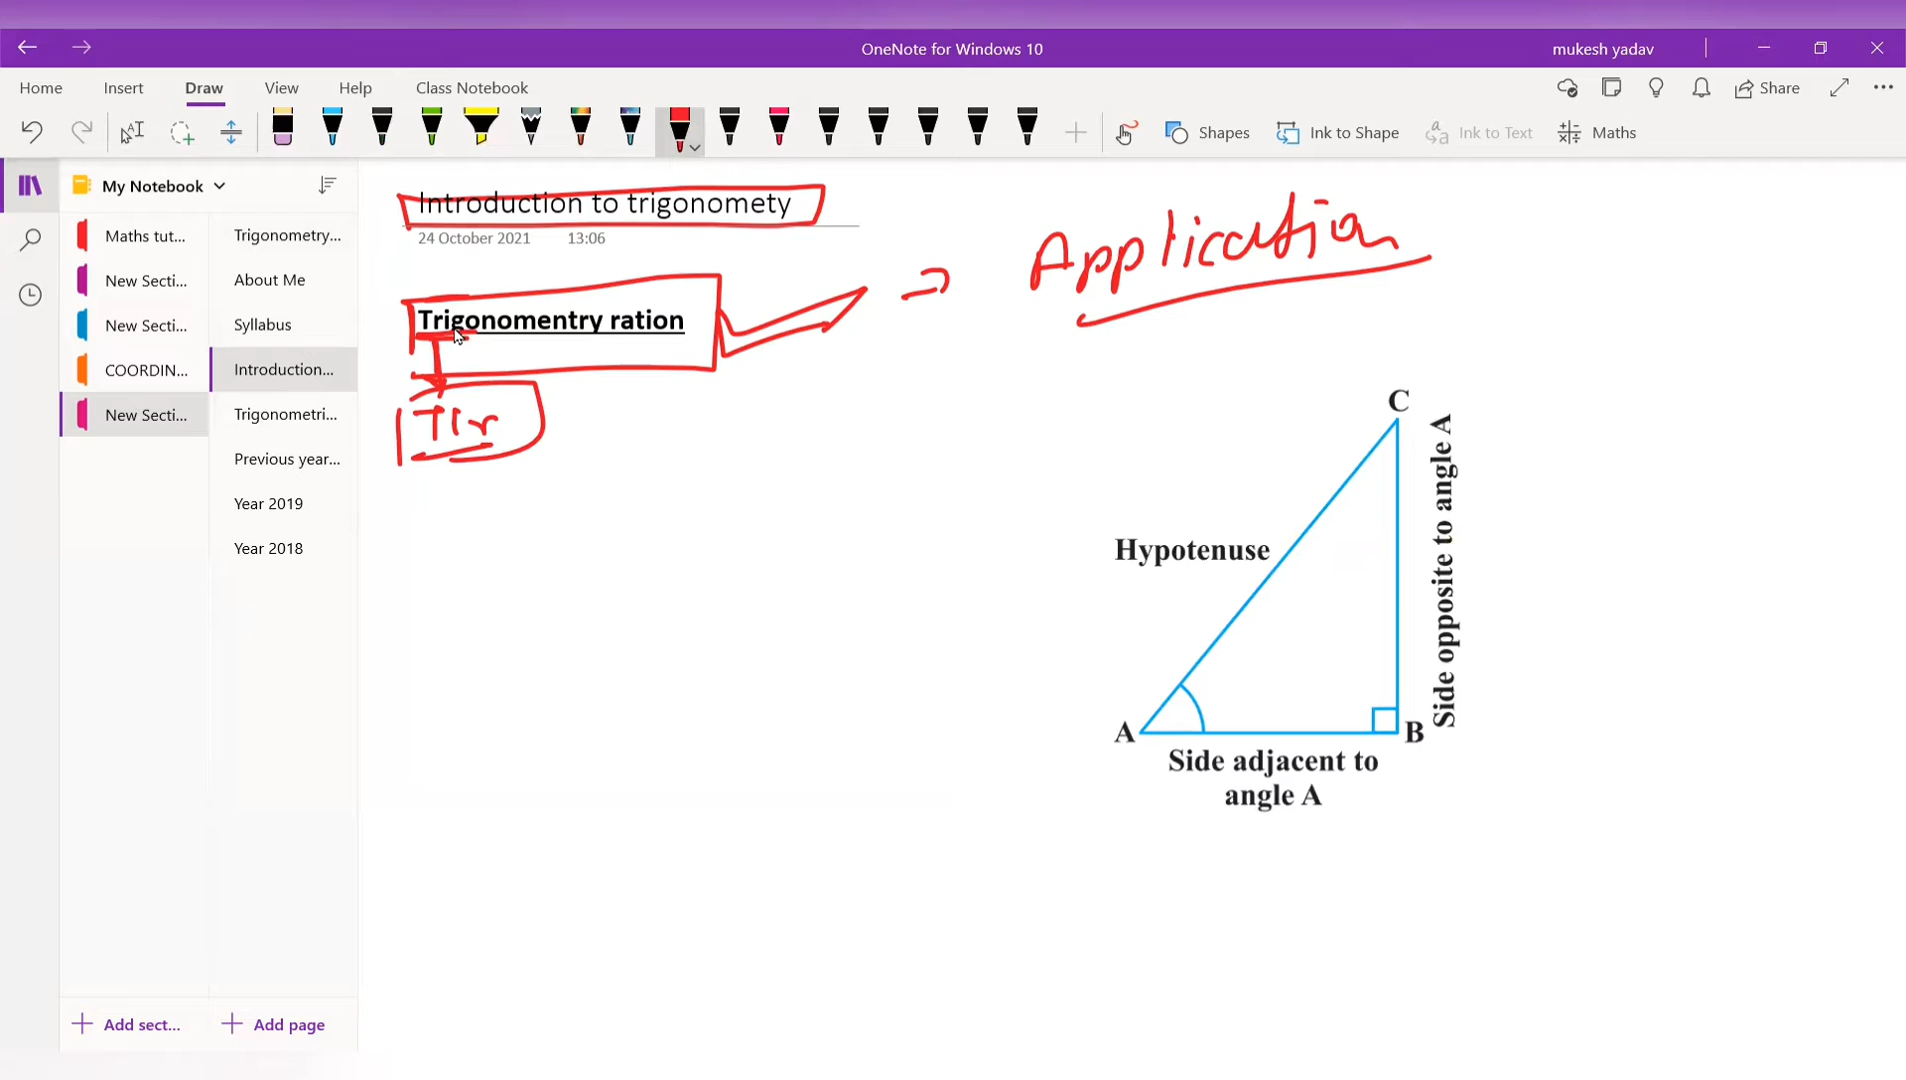 OneNote for Windows 10
mukesh yadav
Home
Insert
Draw
View
Help
Class Notebook
Share
Shapes
Ink to Shape
Ink to Text
Maths
My Notebook
Maths tut...
New Secti...
New Secti...
COORDIN...
New Secti...
Trigonometry...
About Me
Syllabus
Introduction...
Trigonometri...
Previous year...
Year 2019
Year 2018
Add sect...
Add page
Introduction to trigonomety
24 October 2021 13:06
Application
Trigonomentry ration
C
Side opposite to angle A
Hypotenuse
A
B
Side adjacent to
angle A